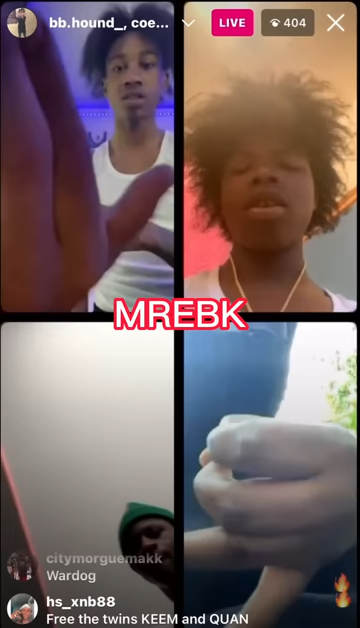 bb.hound_, coe...
LIVE
404
MREBK
citymorguemakk
Wardog
hs_xnb88
Free the twins KEEM and QUAN